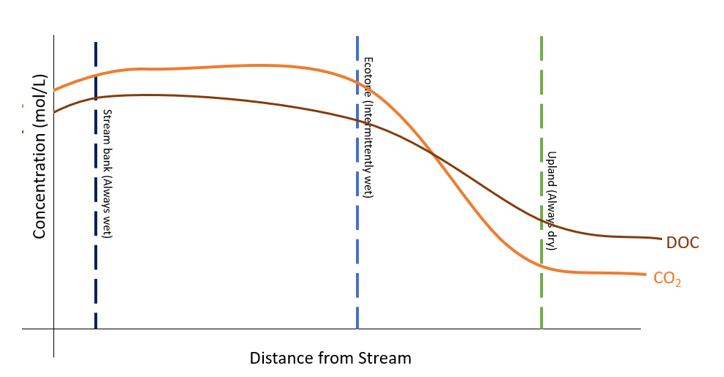 Concentration (mol/L)
Stream bank (Always wet)
Ecotone (Intermittently wet)
Upland (Always dry)
DOC
CO₂
Distance from Stream